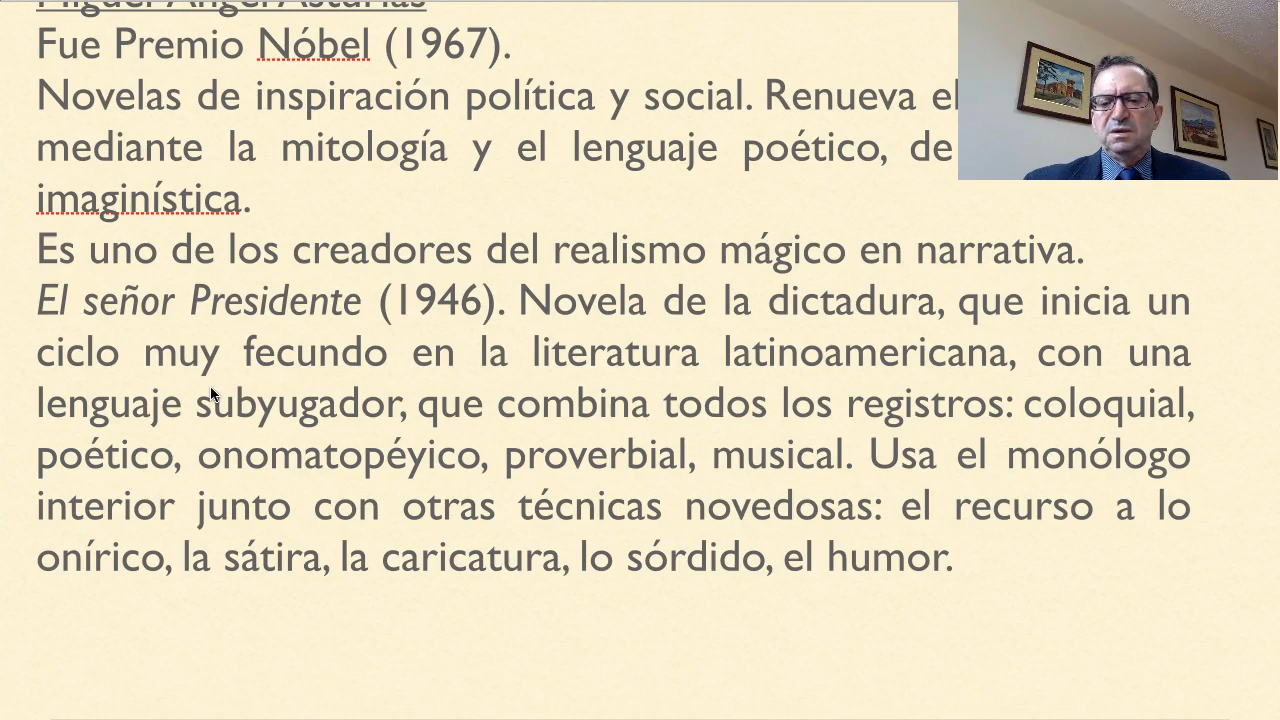 Miguel Ángel Asturias
Fue Premio Nóbel (1967).
Novelas de inspiración política y social. Renueva el
mediante la mitología y el lenguaje poético, de
imaginística.
Es uno de los creadores del realismo mágico en narrativa.
El señor Presidente (1946). Novela de la dictadura, que inicia un
ciclo muy fecundo en la literatura latinoamericana, con una
lenguaje subyugador, que combina todos los registros: coloquial,
poético, onomatopéyico, proverbial, musical. Usa el monólogo
interior junto con otras técnicas novedosas: el recurso a lo
onírico, la sátira, la caricatura, lo sórdido, el humor.